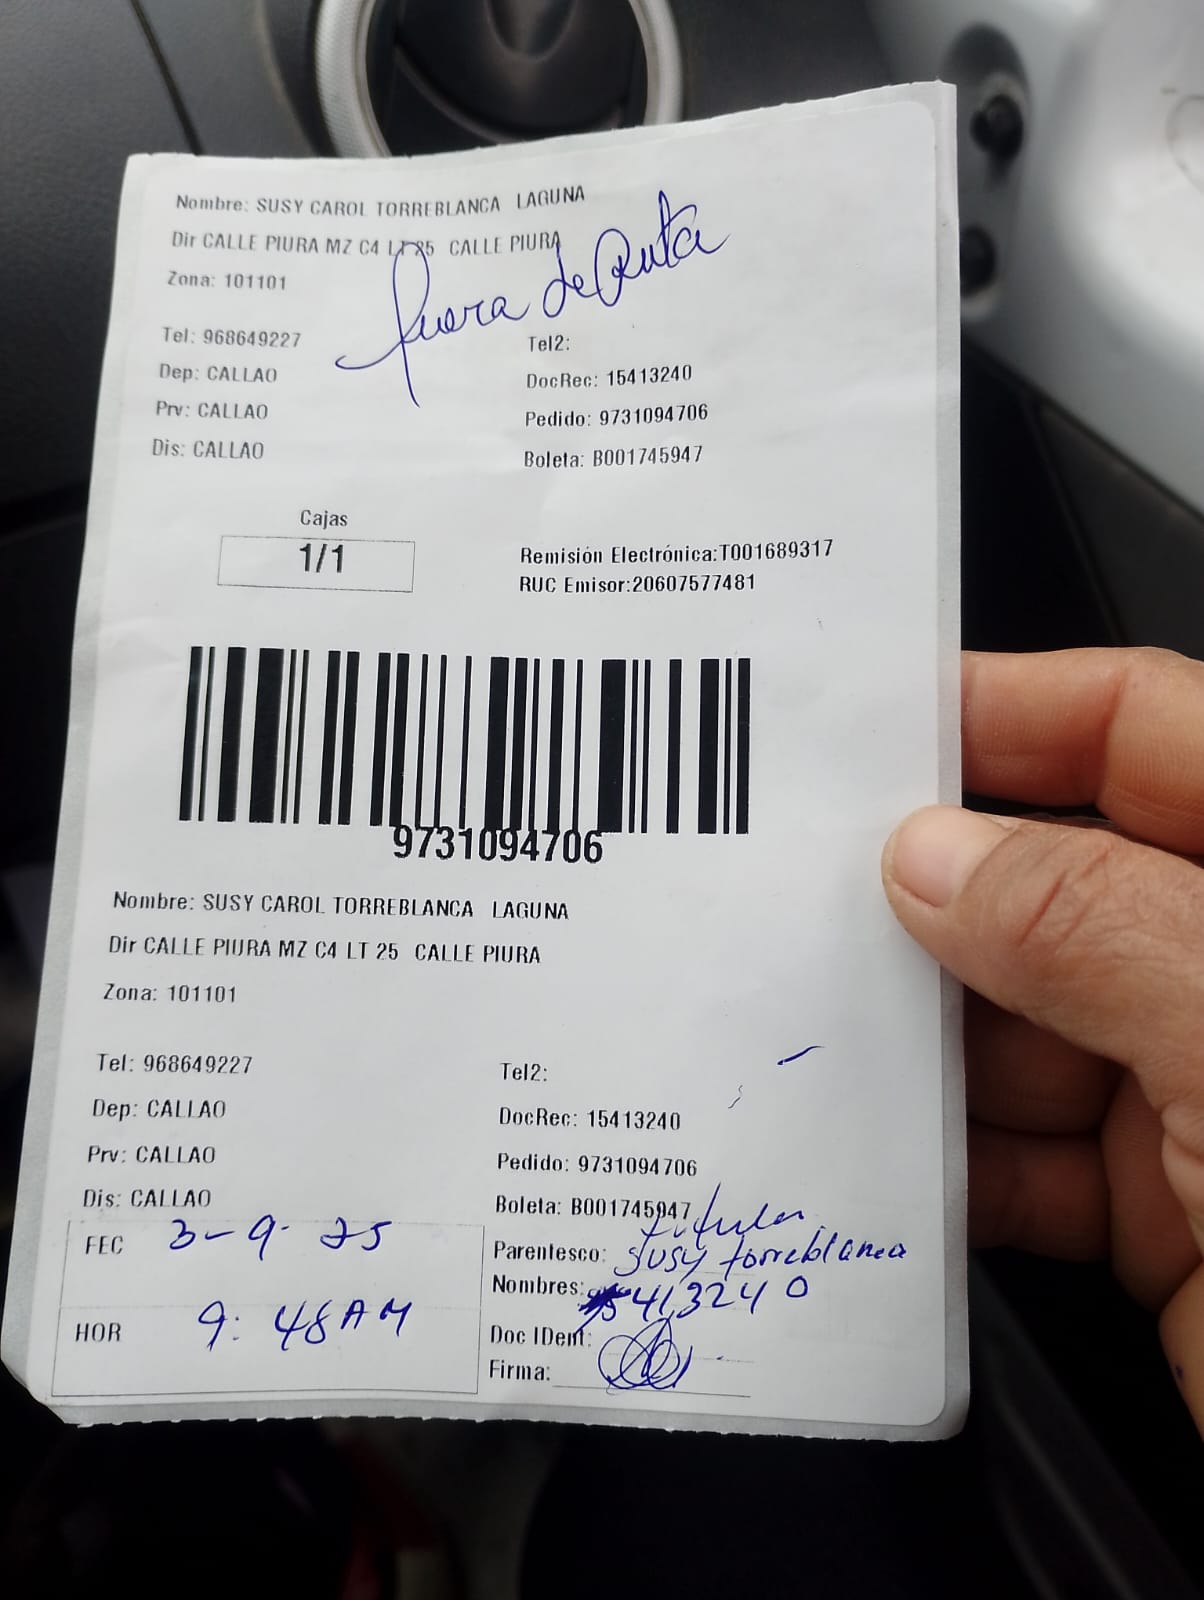 Nombre: SUSY CAROL TORREBLANCA LAGUNA
Dir CALLE PIURA MZ C4 LT 25 CALLE PIURA
fuera de Ruta
Zona: 101101
Tel: 968649227
Tel2:
Dep: CALLAO
DocRec: 15413240
Prv: CALLAO
Pedido: 9731094706
Dis: CALLAO
Boleta: B001745947
Cajas
1/1
Remisión Electrónica:T001689317
RUC Emisor:20607577481
9731094706
Nombre: SUSY CAROL TORREBLANCA LAGUNA
Dir CALLE PIURA MZ C4 LT 25 CALLE PIURA
Zona: 101101
Tel: 968649227
Tel2:
Dep: CALLAO
DocRec: 15413240
Prv: CALLAO
Pedido: 9731094706
Dis: CALLAO
Boleta: B001745947
FEC 3-9-25
titular
Parentesco: Susy torreblanca
Nombres: 15413240
HOR 9:48 AM
Doc IDent:
Firma: